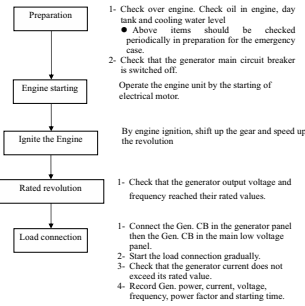 Preparation
1- Check over engine. Check oil in engine, day
tank and cooling water level
● Above items should be checked
periodically in preparation for the emergency
case.
2- Check that the generator main circuit breaker
is switched off.
Engine starting
Operate the engine unit by the starting of
electrical motor.
Ignite the Engine
By engine ignition, shift up the gear and speed up
the revolution
Rated revolution
1- Check that the generator output voltage and
frequency reached their rated values.
Load connection
1- Connect the Gen. CB in the generator panel
then the Gen. CB in the main low voltage
panel.
2- Start the load connection gradually.
3- Check that the generator current does not
exceed its rated value.
4- Record Gen. power, current, voltage,
frequency, power factor and starting time.